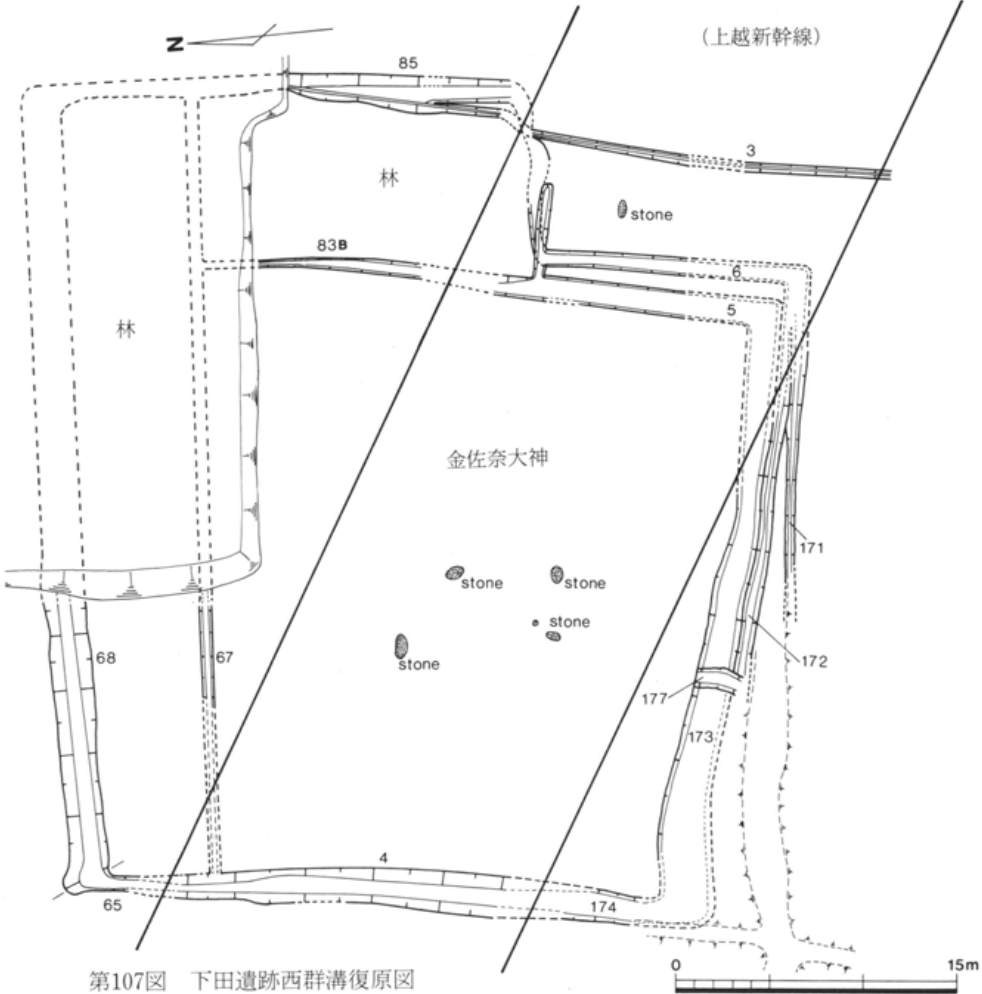 (上越新幹線)
N
85
3
林
stone
83B
6
5
林
金佐奈大神
171
stone
stone
stone
68
67
stone
172
177
173
4
174
65
0
15m
第107図 下田遺跡西群溝復原図